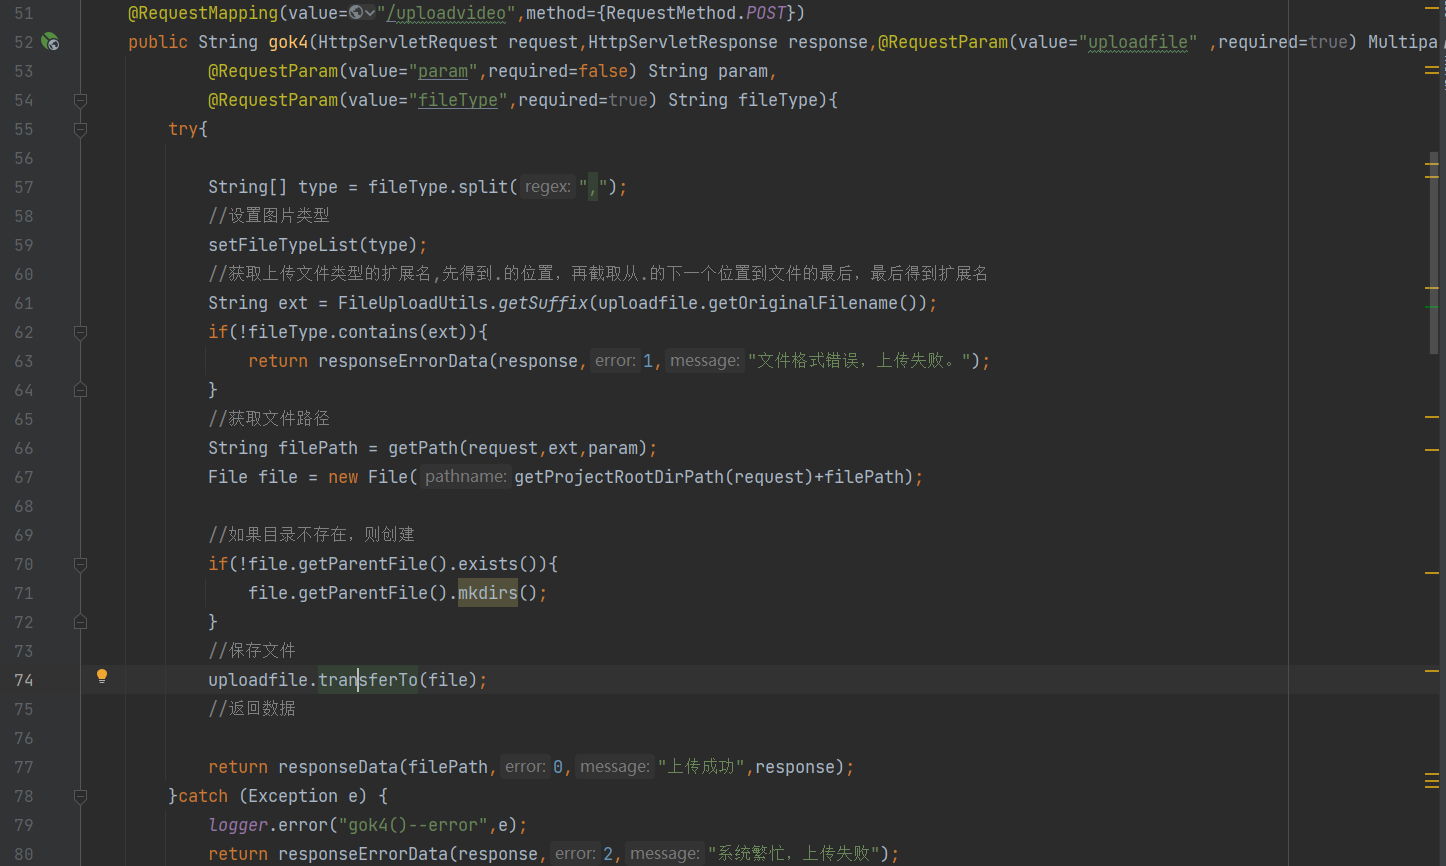 51 @RequestMapping(value="/uploadvideo",method={RequestMethod.POST})
52 public String gok4(HttpServletRequest request,HttpServletResponse response,@RequestParam(value="uploadfile" ,required=true) Multipa
53 @RequestParam(value="param",required=false) String param,
54 @RequestParam(value="fileType",required=true) String fileType){
55 try{
56
57 String[] type = fileType.split( regex: ",");
58 //设置图片类型
59 setFileTypeList(type);
60 //获取上传文件类型的扩展名,先得到.的位置，再截取从.的下一个位置到文件的最后，最后得到扩展名
61 String ext = FileUploadUtils.getSuffix(uploadfile.getOriginalFilename());
62 if(!fileType.contains(ext)){
63 return responseErrorData(response, error: 1, message: "文件格式错误，上传失败。");
64 }
65 //获取文件路径
66 String filePath = getPath(request,ext,param);
67 File file = new File( pathname: getProjectRootDirPath(request)+filePath);
68
69 //如果目录不存在，则创建
70 if(!file.getParentFile().exists()){
71 file.getParentFile().mkdirs();
72 }
73 //保存文件
74 uploadfile.transferTo(file);
75 //返回数据
76
77 return responseData(filePath, error: 0, message: "上传成功",response);
78 }catch (Exception e) {
79 logger.error("gok4()--error",e);
80 return responseErrorData(response, error: 2, message: "系统繁忙，上传失败");